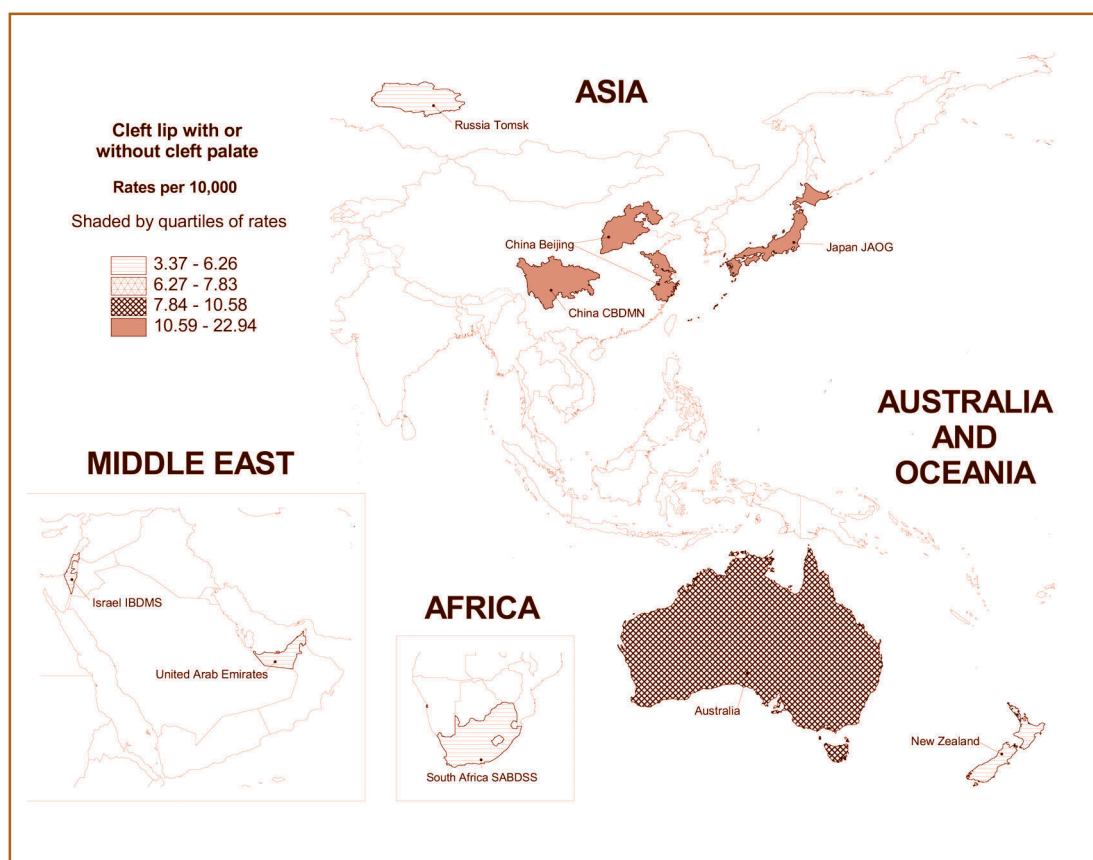 ASIA
Russia Tomsk
Cleft lip with or
without cleft palate
Rates per 10,000
Shaded by quartiles of rates
3.37 - 6.26
6.27 - 7.83
7.84 - 10.58
10.59 - 22.94
China Beijing
Japan JAOG
China CBDMN
AUSTRALIA
AND
OCEANIA
MIDDLE EAST
Israel IBDMS
United Arab Emirates
AFRICA
South Africa SABDSS
Australia
New Zealand